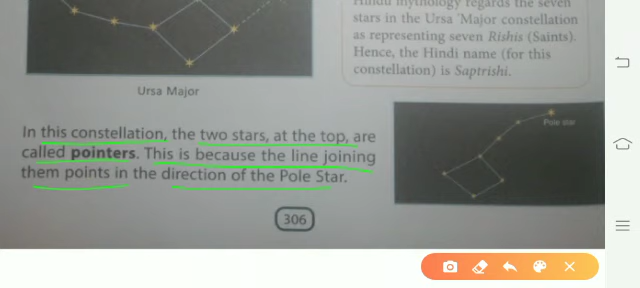 Hindu mythology regards the seven
stars in the Ursa Major constellation
as representing seven Rishis (Saints).
Hence, the Hindi name (for this
constellation) is Saptrishi.
Ursa Major
Pole star
In this constellation, the two stars, at the top, are
called pointers. This is because the line joining
them points in the direction of the Pole Star.
306